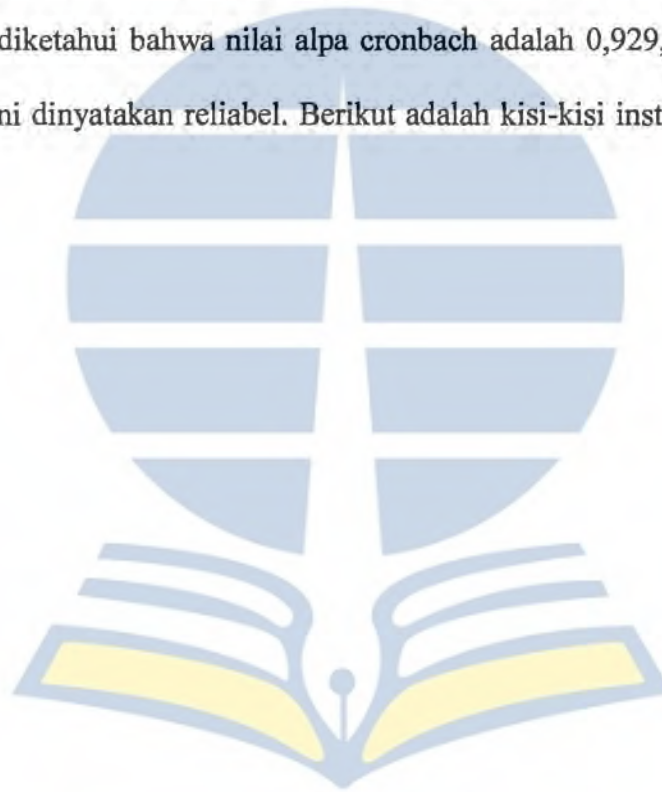 diketahui bahwa nilai alpa cronbach adalah 0,929,
ni dinyatakan reliabel. Berikut adalah kisi-kisi inst